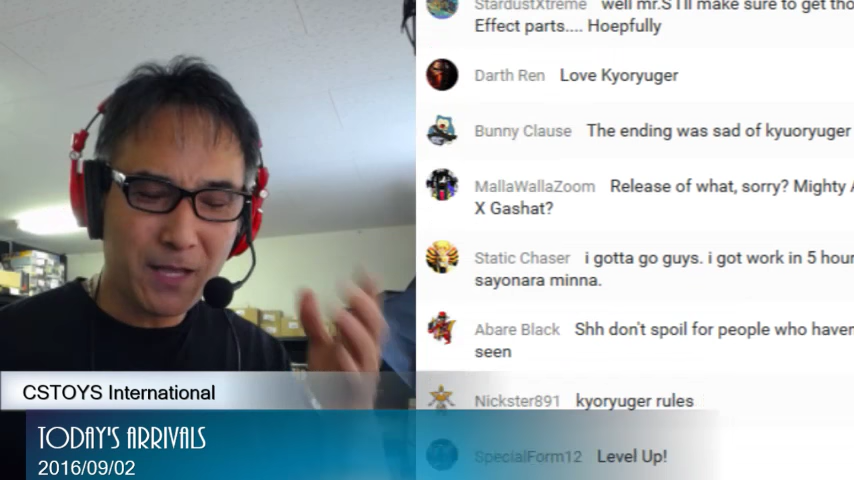 StardustXtreme well mr.S I'll make sure to get tho
Effect parts.... Hoepfully
Darth Ren Love Kyoryuger
Bunny Clause The ending was sad of kyuoryuger
MallaWallaZoom Release of what, sorry? Mighty A
X Gashat?
Static Chaser i gotta go guys. i got work in 5 hour
sayonara minna.
Abare Black Shh don't spoil for people who haven
seen
Nickster891 kyoryuger rules
SpecialForm12 Level Up!
CSTOYS International
TODAY'S ARRIVALS
2016/09/02